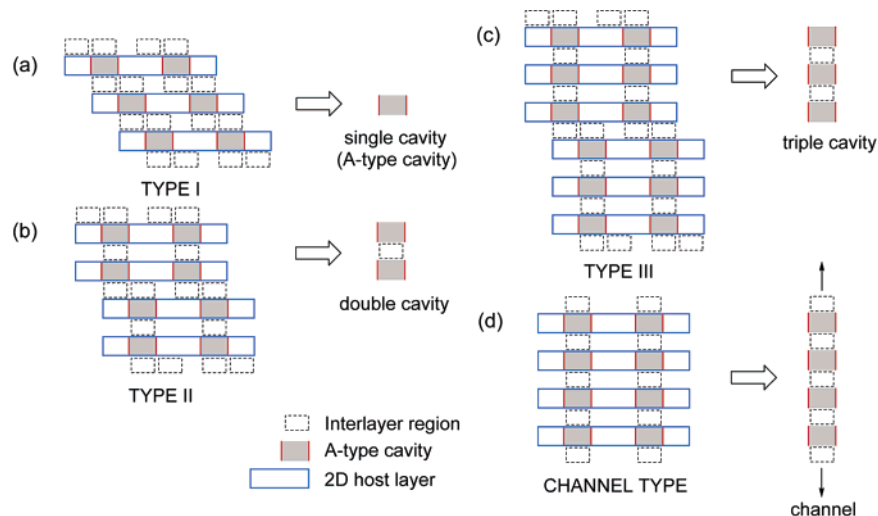 (a)
TYPE I
single cavity
(A-type cavity)
(b)
TYPE II
double cavity
(c)
TYPE III
triple cavity
(d)
CHANNEL TYPE
channel
Interlayer region
A-type cavity
2D host layer